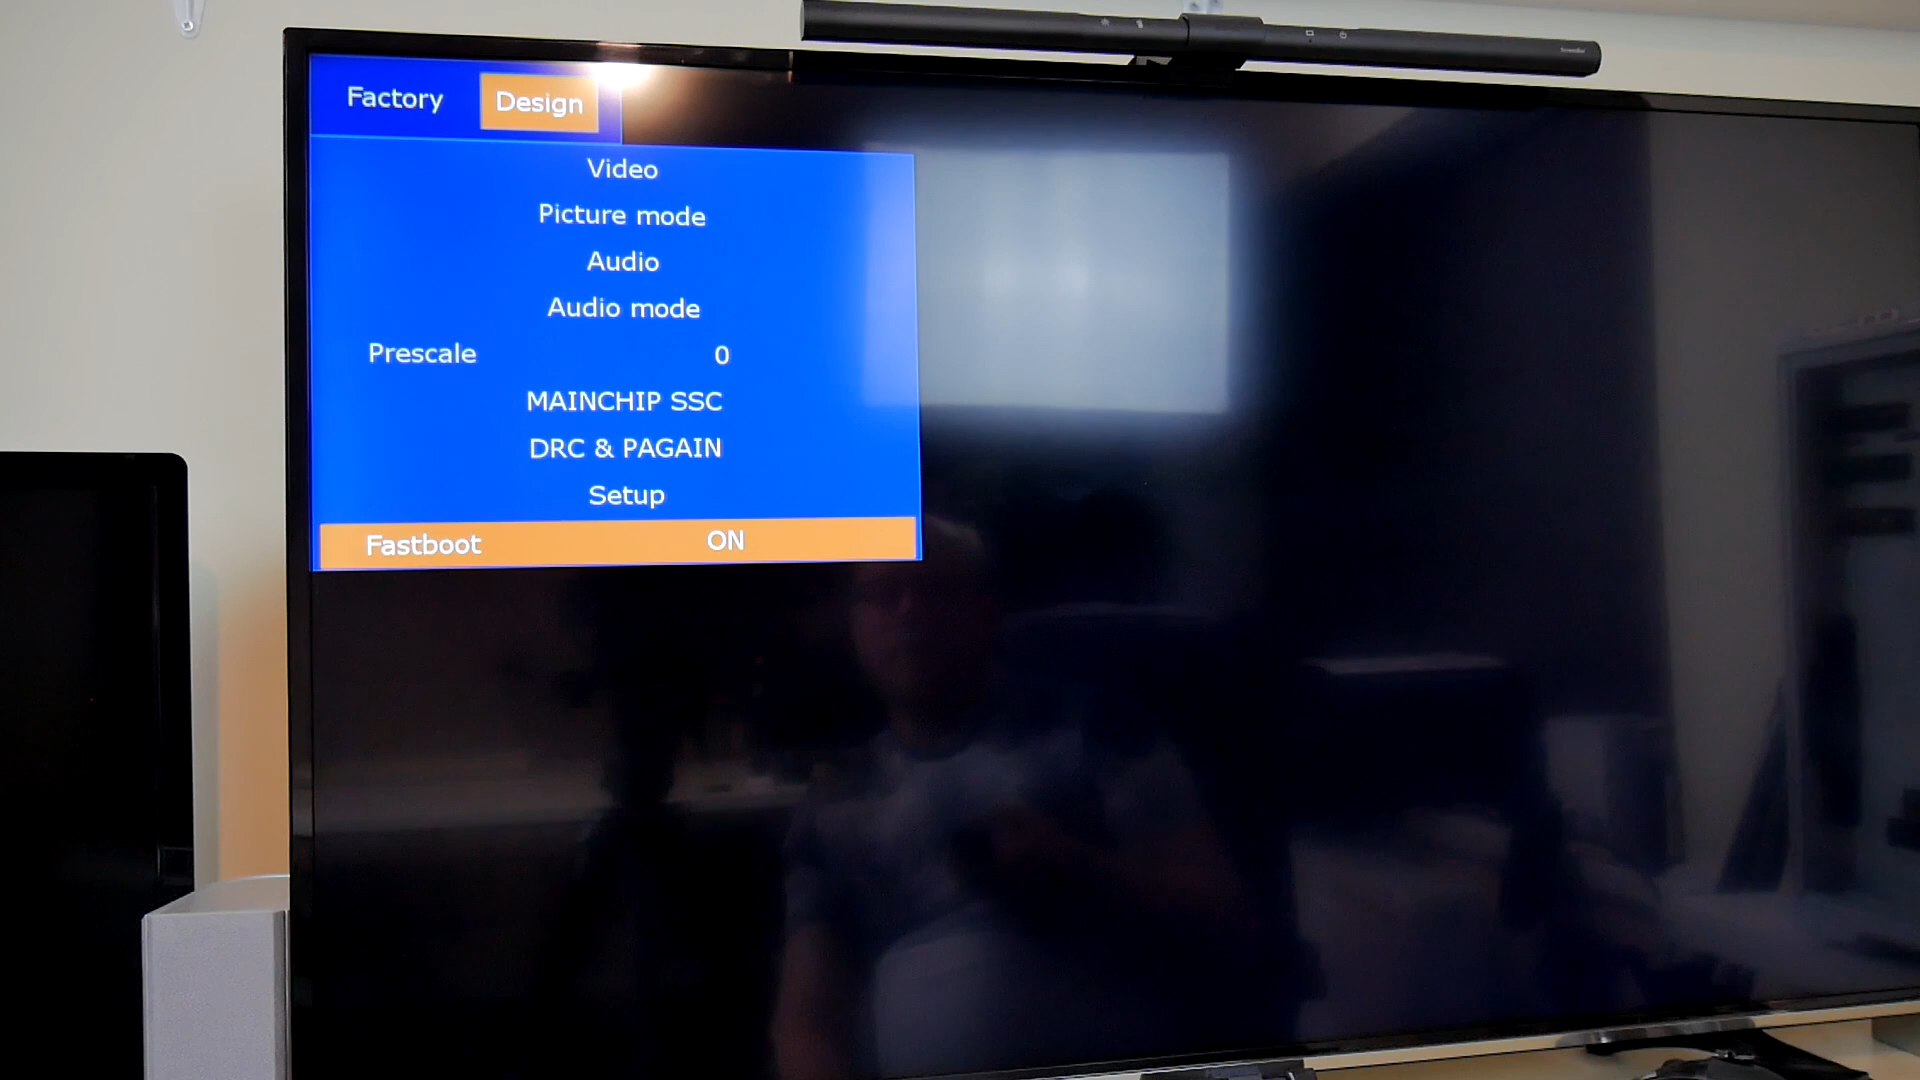 Factory Design
Video
Picture mode
Audio
Audio mode
Prescale 0
MAINCHIP SSC
DRC & PAGAIN
Setup
Fastboot ON